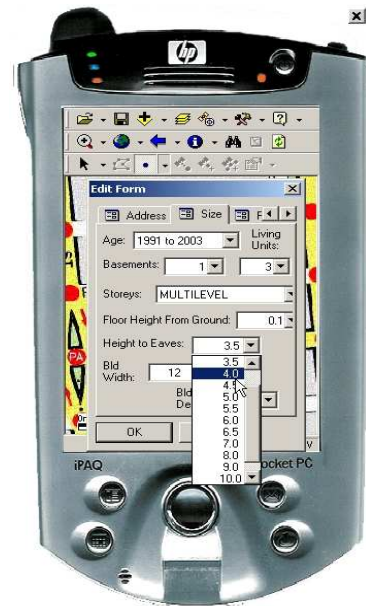 hp
Edit Form
Address Size
Age: 1991 to 2003 Living Units:
Basements: 1 3
Storeys: MULTILEVEL
Floor Height From Ground: 0.1
Height to Eaves: 3.5
3.5
4.0
4.5
Bld Width: 12
5.0
5.5
Bld
6.0
6.5
7.0
8.0
OK
9.0
10.0
PA
iPAQ Pocket PC